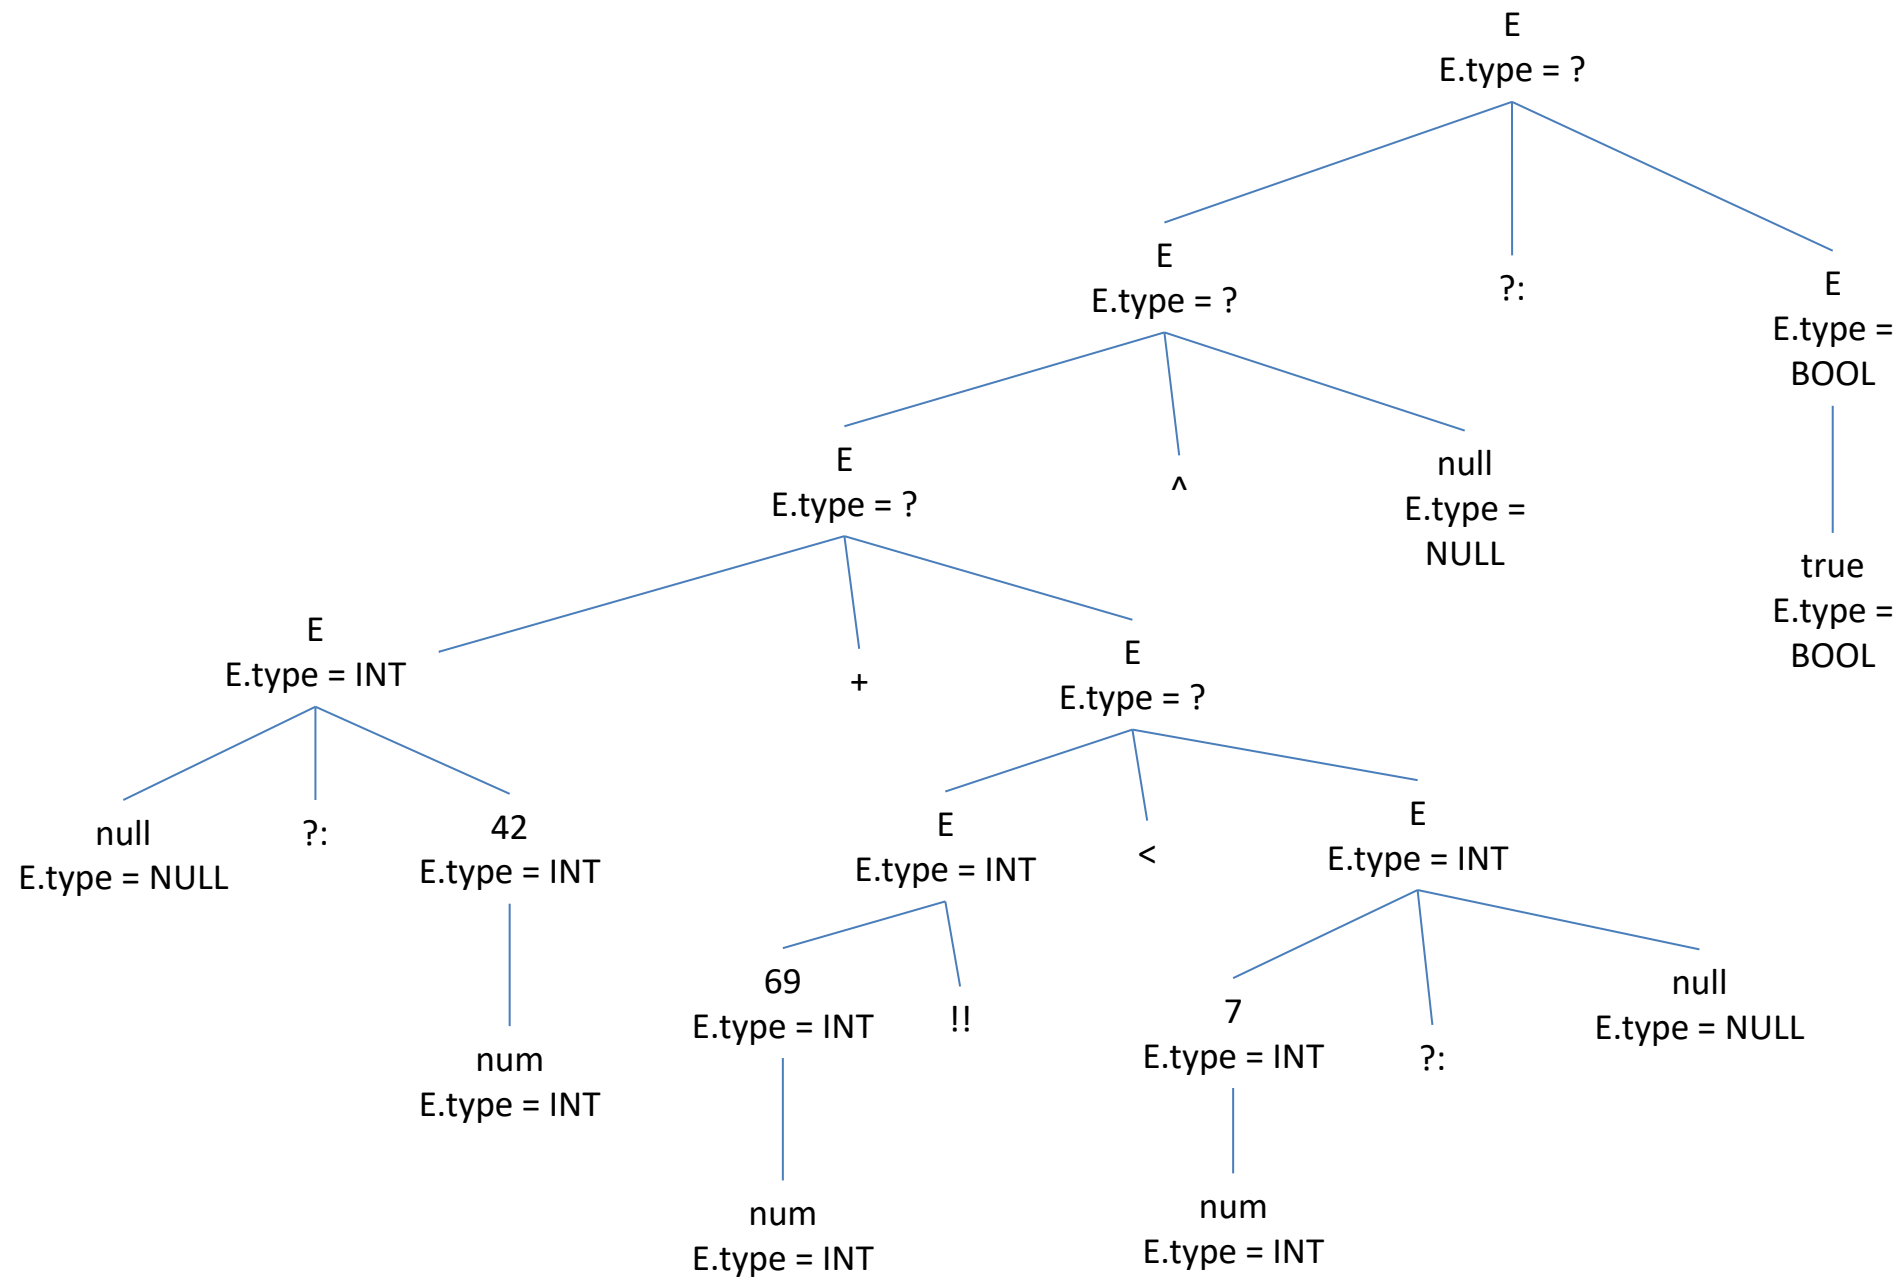 E
E.type = ?
E
E.type = ?
?:
E
E.type =
BOOL
E
E.type = ?
^
null
E.type =
NULL
true
E.type =
BOOL
E
E.type = INT
+
E
E.type = ?
null
E.type = NULL
?:
42
E.type = INT
E
E.type = INT
<
E
E.type = INT
69
E.type = INT
!!
7
E.type = INT
?:
null
E.type = NULL
num
E.type = INT
num
E.type = INT
num
E.type = INT